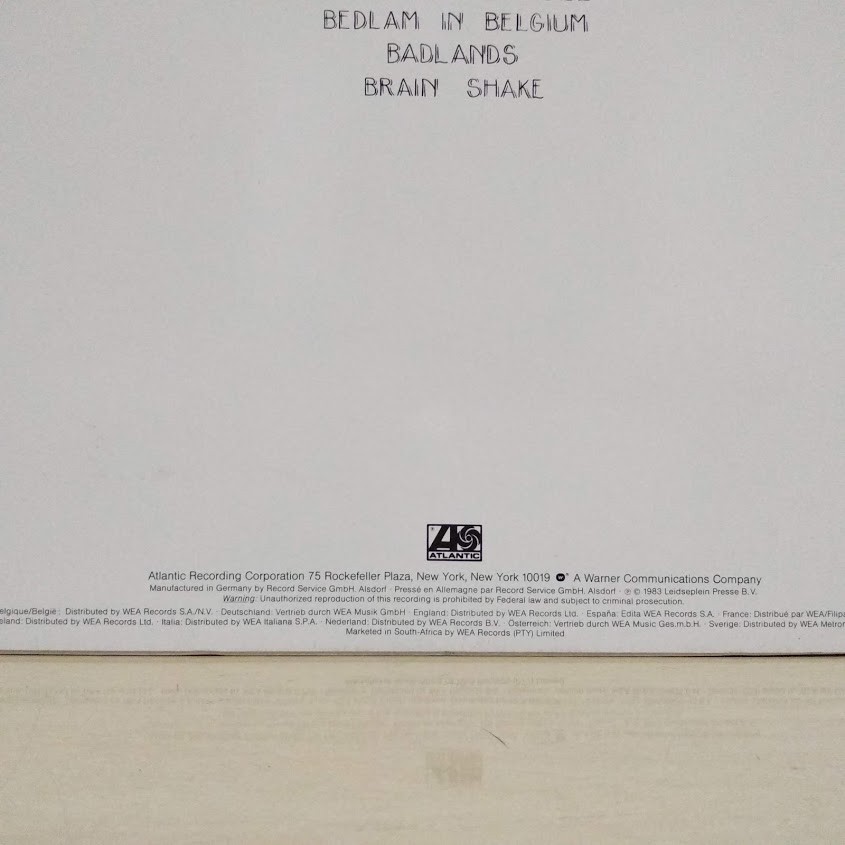 BEDLAM IN BELGIUM
BADLANDS
BRAIN SHAKE
ATLANTIC
Atlantic Recording Corporation 75 Rockefeller Plaza, New York, New York 10019 ® A Warner Communications Company
Manufactured in Germany by Record Service GmbH, Alsdorf · Pressé en Allemagne par Record Service GmbH, Alsdorf · ℗ © 1983 Leidseplein Presse B.V.
Warning: Unauthorized reproduction of this recording is prohibited by Federal law and subject to criminal prosecution.
elgique/België: Distributed by WEA Records S.A/N.V. · Deutschland: Vertrieb durch WEA Musik GmbH · England: Distributed by WEA Records Ltd. · España: Edita WEA Records S.A. · France: Distribué par WEA/Filipa
sland: Distributed by WEA Records Ltd. · Italia: Distributed by WEA Italiana S.P.A. · Nederland: Distributed by WEA Records B.V. · Österreich: Vertrieb durch WEA Music Ges.m.b.H. · Sverige: Distributed by WEA Metror
Marketed in South-Africa by WEA Records (PTY) Limited